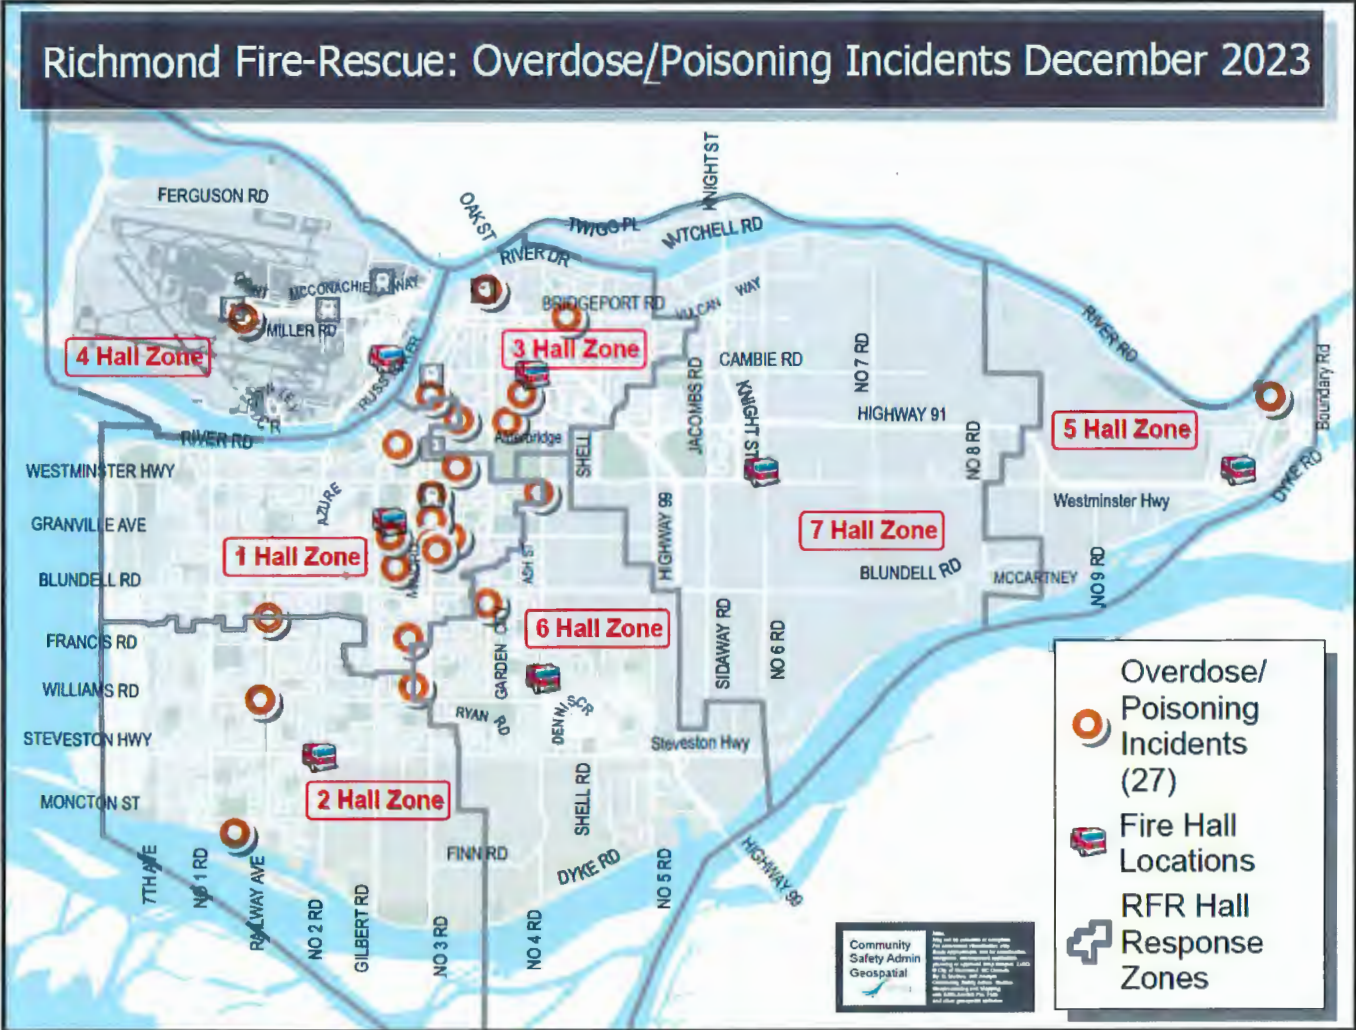 Richmond Fire-Rescue: Overdose/Poisoning Incidents December 2023
KNIGHT ST
FERGUSON RD
OAK ST
TWIGG PL
MITCHELL RD
RIVER DR
MCCONACHIE WAY
BRIDGEPORT RD
VULCAN WAY
MILLER RD
RIVER RD
4 Hall Zone
3 Hall Zone
CAMBIE RD
NO 7 RD
Boundary Rd
JACOMBS RD
KNIGHT ST
HIGHWAY 91
5 Hall Zone
RIVER RD
SHELL
NO 8 RD
WESTMINSTER HWY
DYKE RD
AZURE
Westminster Hwy
GRANVILLE AVE
HIGHWAY 99
7 Hall Zone
1 Hall Zone
ASH ST
BLUNDELL RD
BLUNDELL RD
MCCARTNEY
NO 9 RD
6 Hall Zone
FRANCIS RD
GARDEN CITY
SIDAWAY RD
NO 6 RD
WILLIAMS RD
RYAN RD
DENNIS CR
STEVESTON HWY
Steveston Hwy
2 Hall Zone
MONCTON ST
SHELL RD
FINN RD
DYKE RD
HIGHWAY 99
7TH AVE
NO 1 RD
RAILWAY AVE
NO 2 RD
GILBERT RD
NO 3 RD
NO 4 RD
NO 5 RD
Overdose/
Poisoning
Incidents
(27)
Fire Hall
Locations
RFR Hall
Response
Zones
Community
Safety Admin
Geospatial